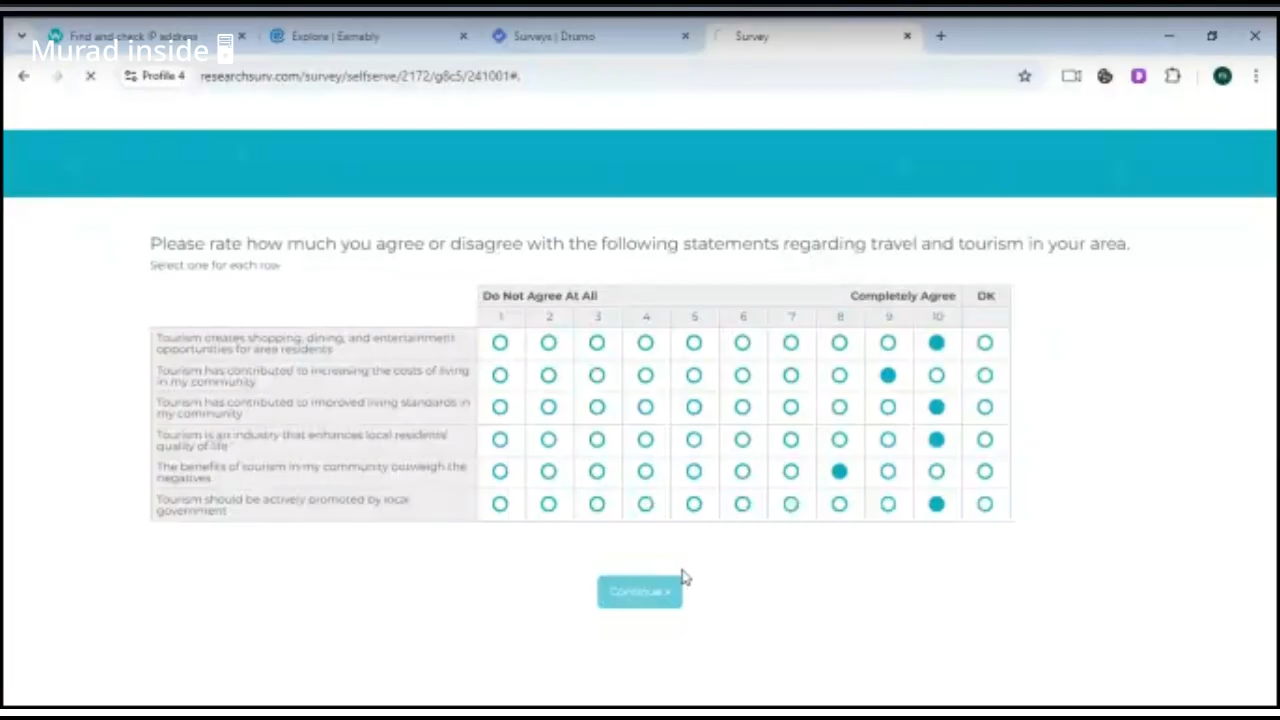 Find and check IP address
Explore | Earnably
Surveys | Drumo
Survey
Murad inside
Profile 4
researchsurv.com/survey/selfserve/2172/g8c5/241001#,
Please rate how much you agree or disagree with the following statements regarding travel and tourism in your area.
Select one for each row
Do Not Agree At All Completely Agree DK
1 2 3 4 5 6 7 8 9 10
Tourism creates shopping, dining, and entertainment
opportunities for area residents
Tourism has contributed to increasing the costs of living
in my community
Tourism has contributed to improved living standards in
my community
Tourism is an industry that enhances local residents'
quality of life
The benefits of tourism in my community outweigh the
negatives
Tourism should be actively promoted by local
government
Continue »